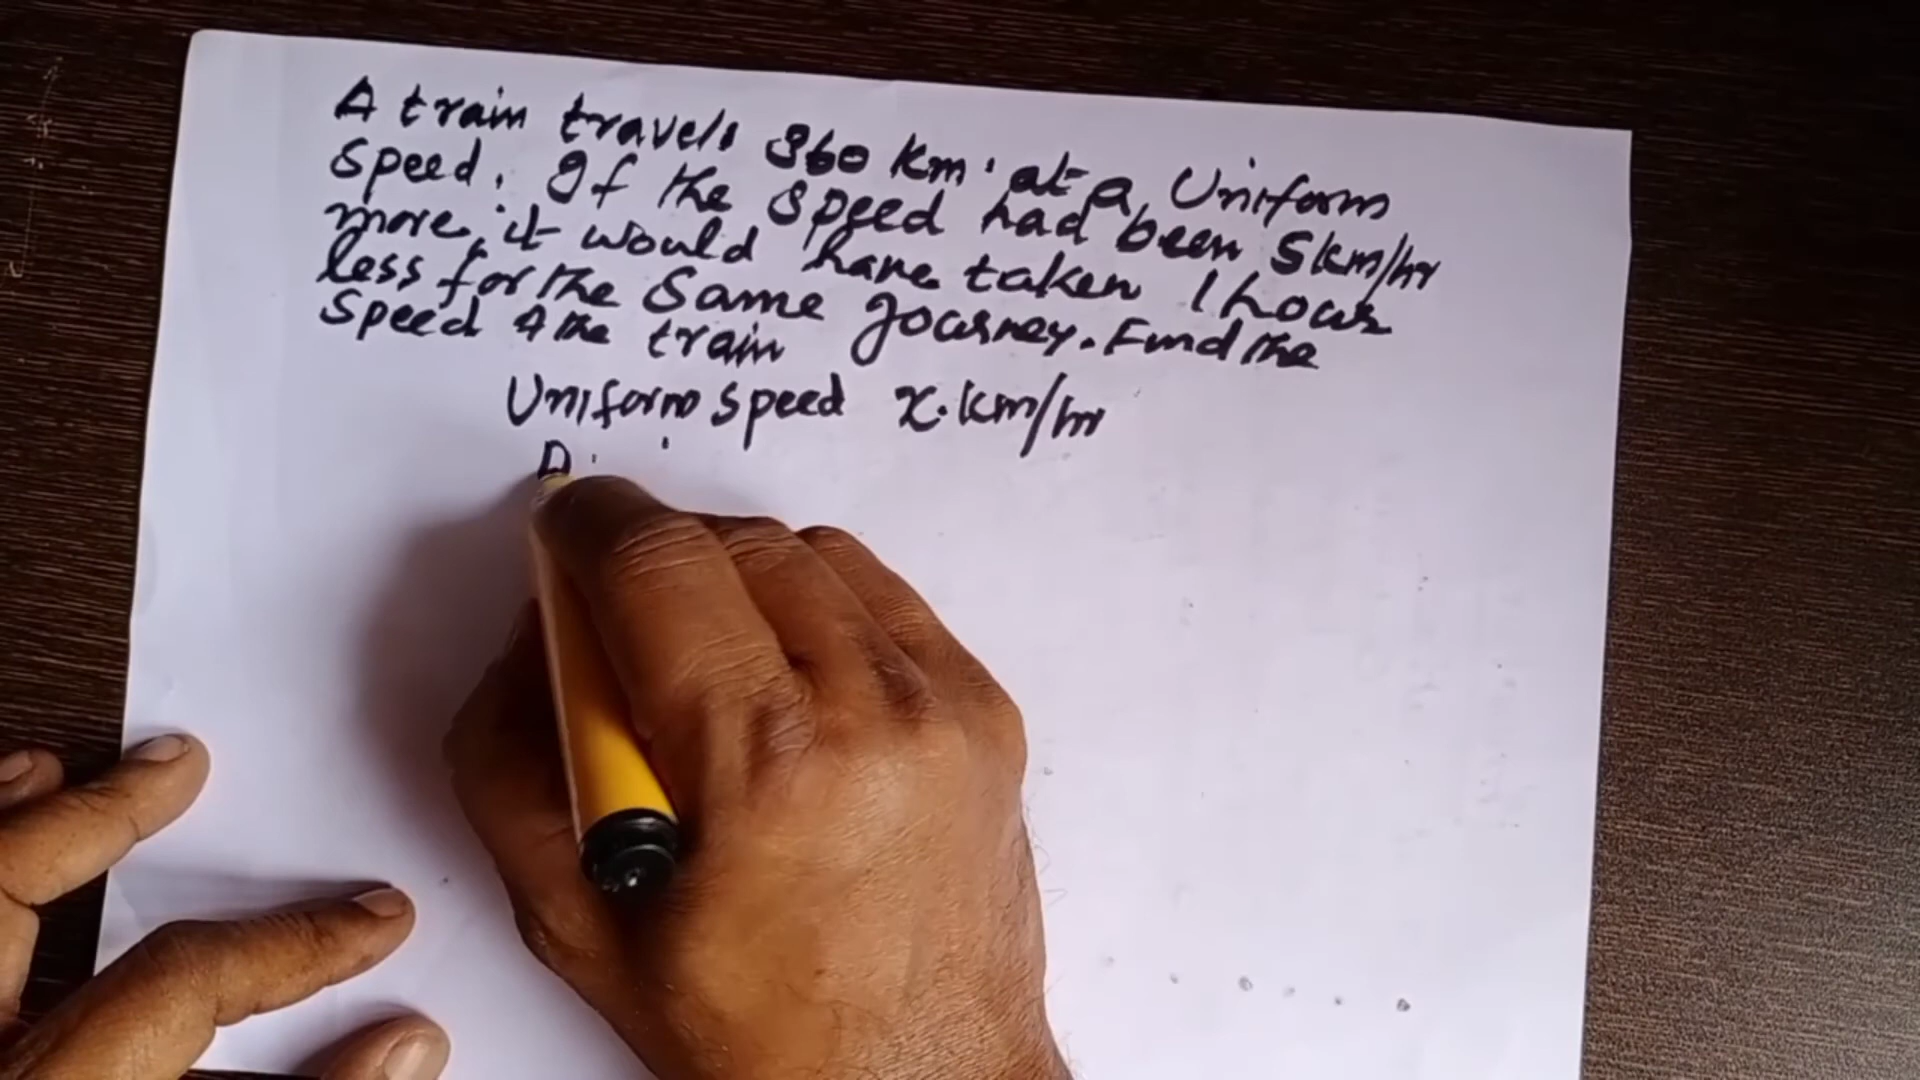 A train travels 360 km. at a Uniform
Speed. If the Speed had been 5km/hr
more, it would have taken 1 hour
less for the Same Journey. Find the
Speed of the train
Uniform speed x. km/hr
D